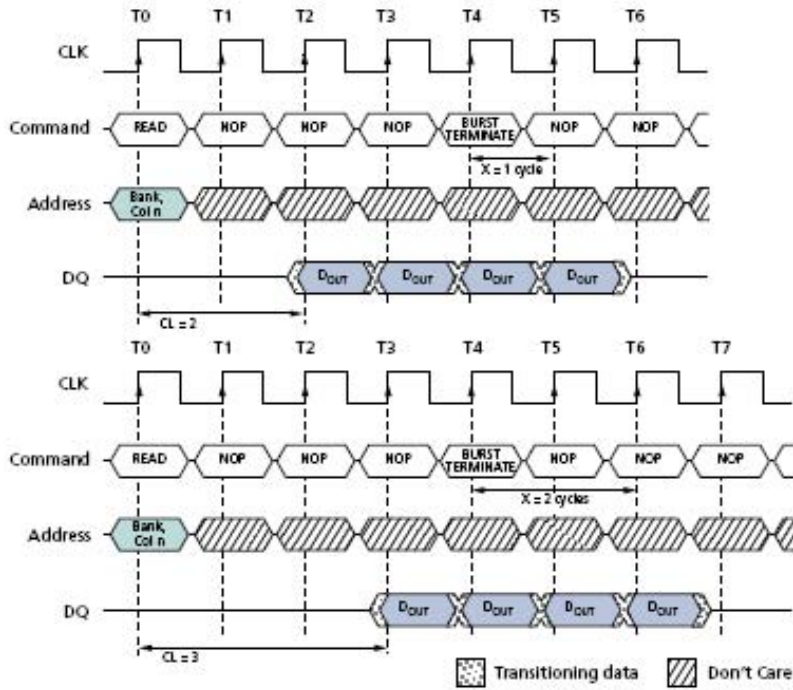 T0 T1 T2 T3 T4 T5 T6
CLK
Command READ NOP NOP NOP BURST TERMINATE NOP NOP
X = 1 cycle
Address Bank, Col n
DQ DOUT DOUT DOUT DOUT
CL = 2
T0 T1 T2 T3 T4 T5 T6 T7
CLK
Command READ NOP NOP NOP BURST TERMINATE NOP NOP NOP
X = 2 cycles
Address Bank, Col n
DQ DOUT DOUT DOUT DOUT
CL = 3
Transitioning data Don't Care